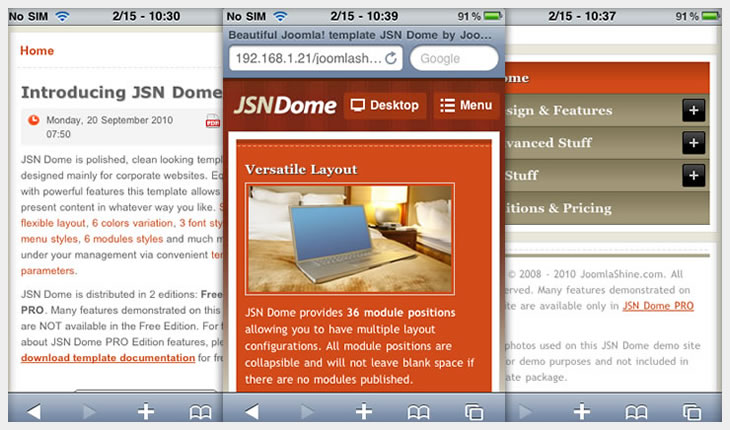 No SIM 2/15 - 10:30
Home
Introducing JSN Dome
Monday, 20 September 2010
07:50
PDF
JSN Dome is polished, clean looking templ
designed mainly for corporate websites. Eq
with powerful features this template allows
present content in whatever way you like. S
flexible layout, 6 colors variation, 3 font sty
menu styles, 6 modules styles and much m
under your management via convenient ten
parameters.
JSN Dome is distributed in 2 editions: Free
PRO. Many features demonstrated on this
are NOT available in the Free Edition. For t
about JSN Dome PRO Edition features, ple
download template documentation for fre
No SIM 2/15 - 10:39 91 %
Beautiful Joomla! template JSN Dome by Joo...
192.168.1.21/joomlash... Google
JSNDome Desktop Menu
Versatile Layout
JSN Dome provides 36 module positions
allowing you to have multiple layout
configurations. All module positions are
collapsible and will not leave blank space if
there are no modules published.
2/15 - 10:37 91 %
ome
sign & Features
vanced Stuff
Stuff
itions & Pricing
© 2008 - 2010 JoomlaShine.com. All
erved. Many features demonstrated on
ite are available only in JSN Dome PRO
photos used on this JSN Dome demo site
or demo purposes and not included in
ate package.